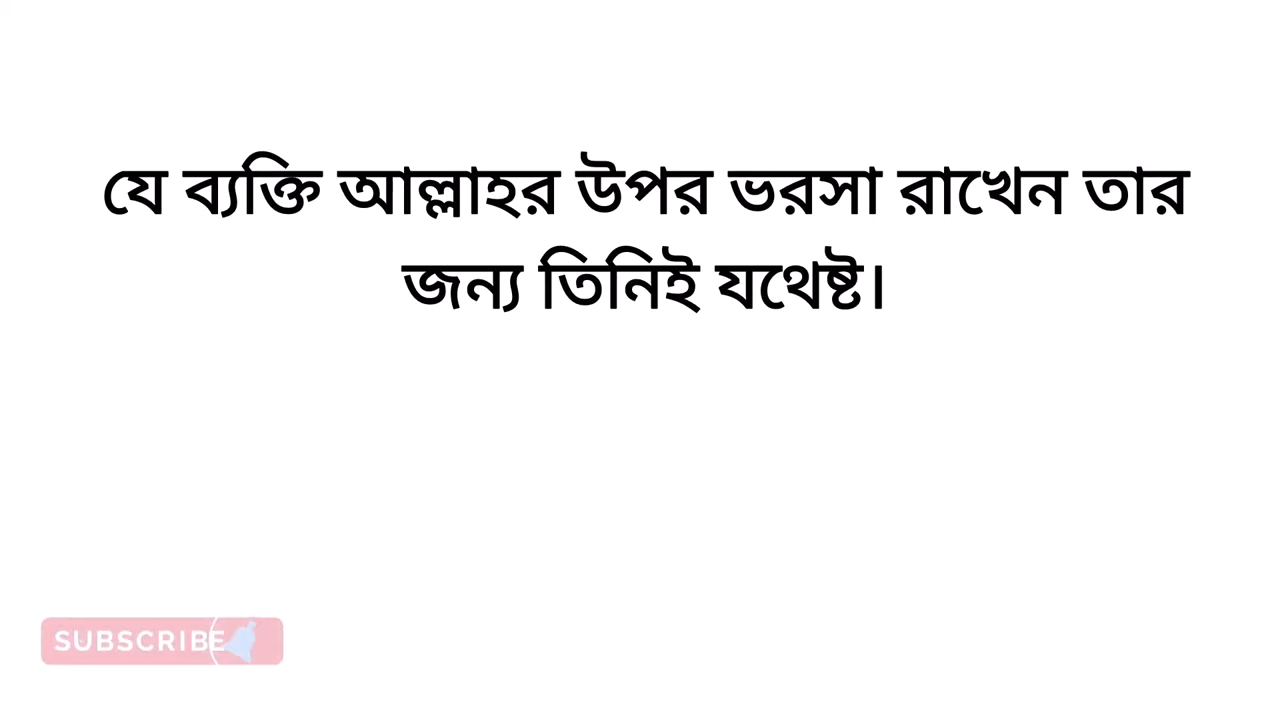 যে ব্যক্তি আল্লাহর উপর ভরসা রাখেন তার
জন্য তিনিই যথেষ্ট।
SUBSCRIBE